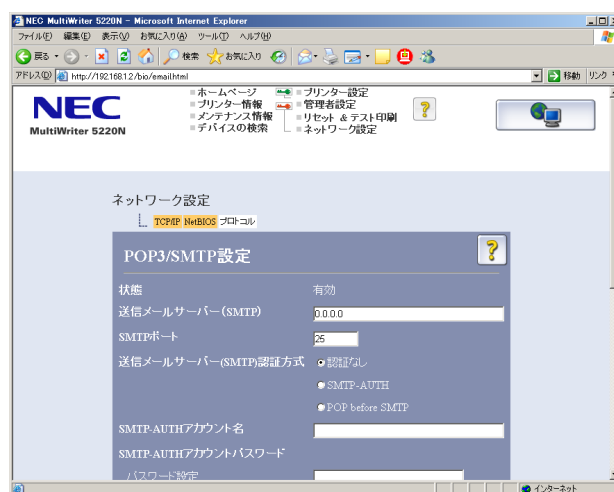 NEC MultiWriter 5220N - Microsoft Internet Explorer
ファイル(F) 編集(E) 表示(V) お気に入り(A) ツール(T) ヘルプ(H)
戻る 検索 お気に入り
アドレス(D) http://192.168.1.2/bio/email.html 移動 リンク
NEC
MultiWriter 5220N
ホームページ プリンター設定
プリンター情報 管理者設定
メンテナンス情報 リセット & テスト印刷
デバイスの検索 ネットワーク設定
ネットワーク設定
TCP/IP NetBIOS プロトコル
POP3/SMTP設定
状態 有効
送信メールサーバー(SMTP) 0.0.0.0
SMTPポート 25
送信メールサーバー(SMTP)認証方式 認証なし
SMTP-AUTH
POP before SMTP
SMTP-AUTHアカウント名
SMTP-AUTHアカウントパスワード
パスワード設定
インターネット